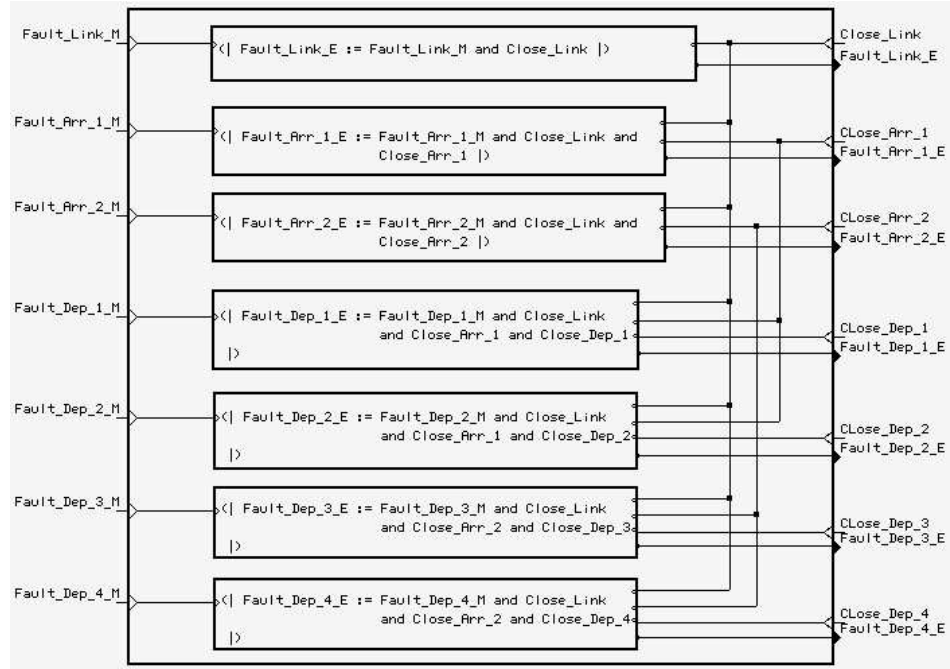 Fault_Link_M
(| Fault_Link_E := Fault_Link_M and Close_Link |)
Close_Link
Fault_Link_E
Fault_Arr_1_M
(| Fault_Arr_1_E := Fault_Arr_1_M and Close_Link and
Close_Arr_1 |)
CLose_Arr_1
Fault_Arr_1_E
Fault_Arr_2_M
(| Fault_Arr_2_E := Fault_Arr_2_M and Close_Link and
Close_Arr_2 |)
CLose_Arr_2
Fault_Arr_2_E
Fault_Dep_1_M
(| Fault_Dep_1_E := Fault_Dep_1_M and Close_Link
and Close_Arr_1 and Close_Dep_1
|)
CLose_Dep_1
Fault_Dep_1_E
Fault_Dep_2_M
(| Fault_Dep_2_E := Fault_Dep_2_M and Close_Link
and Close_Arr_1 and Close_Dep_2
|)
CLose_Dep_2
Fault_Dep_2_E
Fault_Dep_3_M
(| Fault_Dep_3_E := Fault_Dep_3_M and Close_Link
and Close_Arr_2 and Close_Dep_3
|)
CLose_Dep_3
Fault_Dep_3_E
Fault_Dep_4_M
(| Fault_Dep_4_E := Fault_Dep_4_M and Close_Link
and Close_Arr_2 and Close_Dep_4
|)
CLose_Dep_4
Fault_Dep_4_E